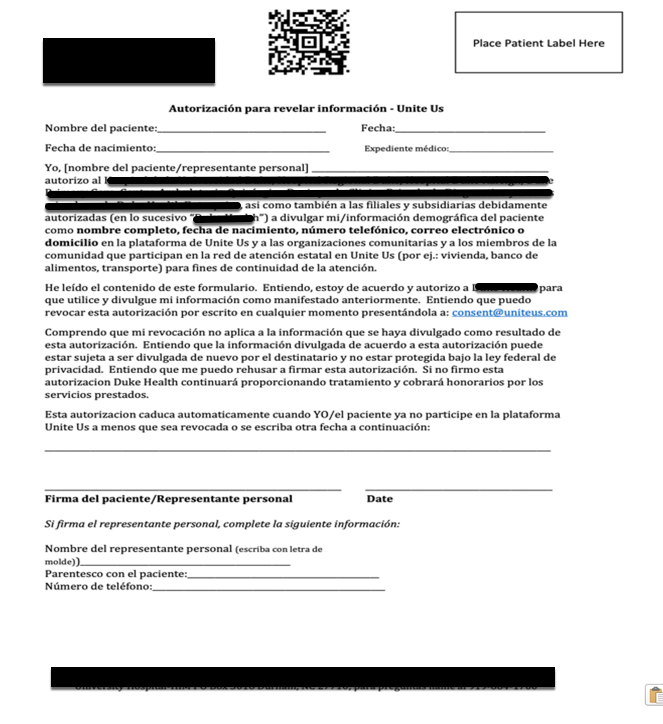 Place Patient Label Here
Autorización para revelar información - Unite Us
Nombre del paciente:____________ Fecha:____________
Fecha de nacimiento:____________ Expediente médico:____________
Yo, [nombre del paciente/representante personal] ____________
autorizo al
, asi como también a las filiales y subsidiarias debidamente
autorizadas (en lo sucesivo “ h”) a divulgar mi/información demográfica del paciente
como nombre completo, fecha de nacimiento, número telefónico, correo electrónico o
domicilio en la plataforma de Unite Us y a las organizaciones comunitarias y a los miembros de la
comunidad que participan en la red de atención estatal en Unite Us (por ej.: vivienda, banco de
alimentos, transporte) para fines de continuidad de la atención.
He leído el contenido de este formulario. Entiendo, estoy de acuerdo y autorizo a para
que utilice y divulgue mi información como manifestado anteriormente. Entiendo que puedo
revocar esta autorización por escrito en cualquier momento presentándola a: consent@uniteus.com
Comprendo que mi revocación no aplica a la información que se haya divulgado como resultado de
esta autorización. Entiendo que la información divulgada de acuerdo a esta autorización puede
estar sujeta a ser divulgada de nuevo por el destinatario y no estar protegida bajo la ley federal de
privacidad. Entiendo que me puedo rehusar a firmar esta autorización. Si no firmo esta
autorizacion Duke Health continuará proporcionando tratamiento y cobrará honorarios por los
servicios prestados.
Esta autorizacion caduca automaticamente cuando YO/el paciente ya no participe en la plataforma
Unite Us a menos que sea revocada o se escriba otra fecha a continuación:
Firma del paciente/Representante personal Date
Si firma el representante personal, complete la siguiente información:
Nombre del representante personal (escriba con letra de
molde))____________
Parentesco con el paciente:____________
Número de teléfono:____________